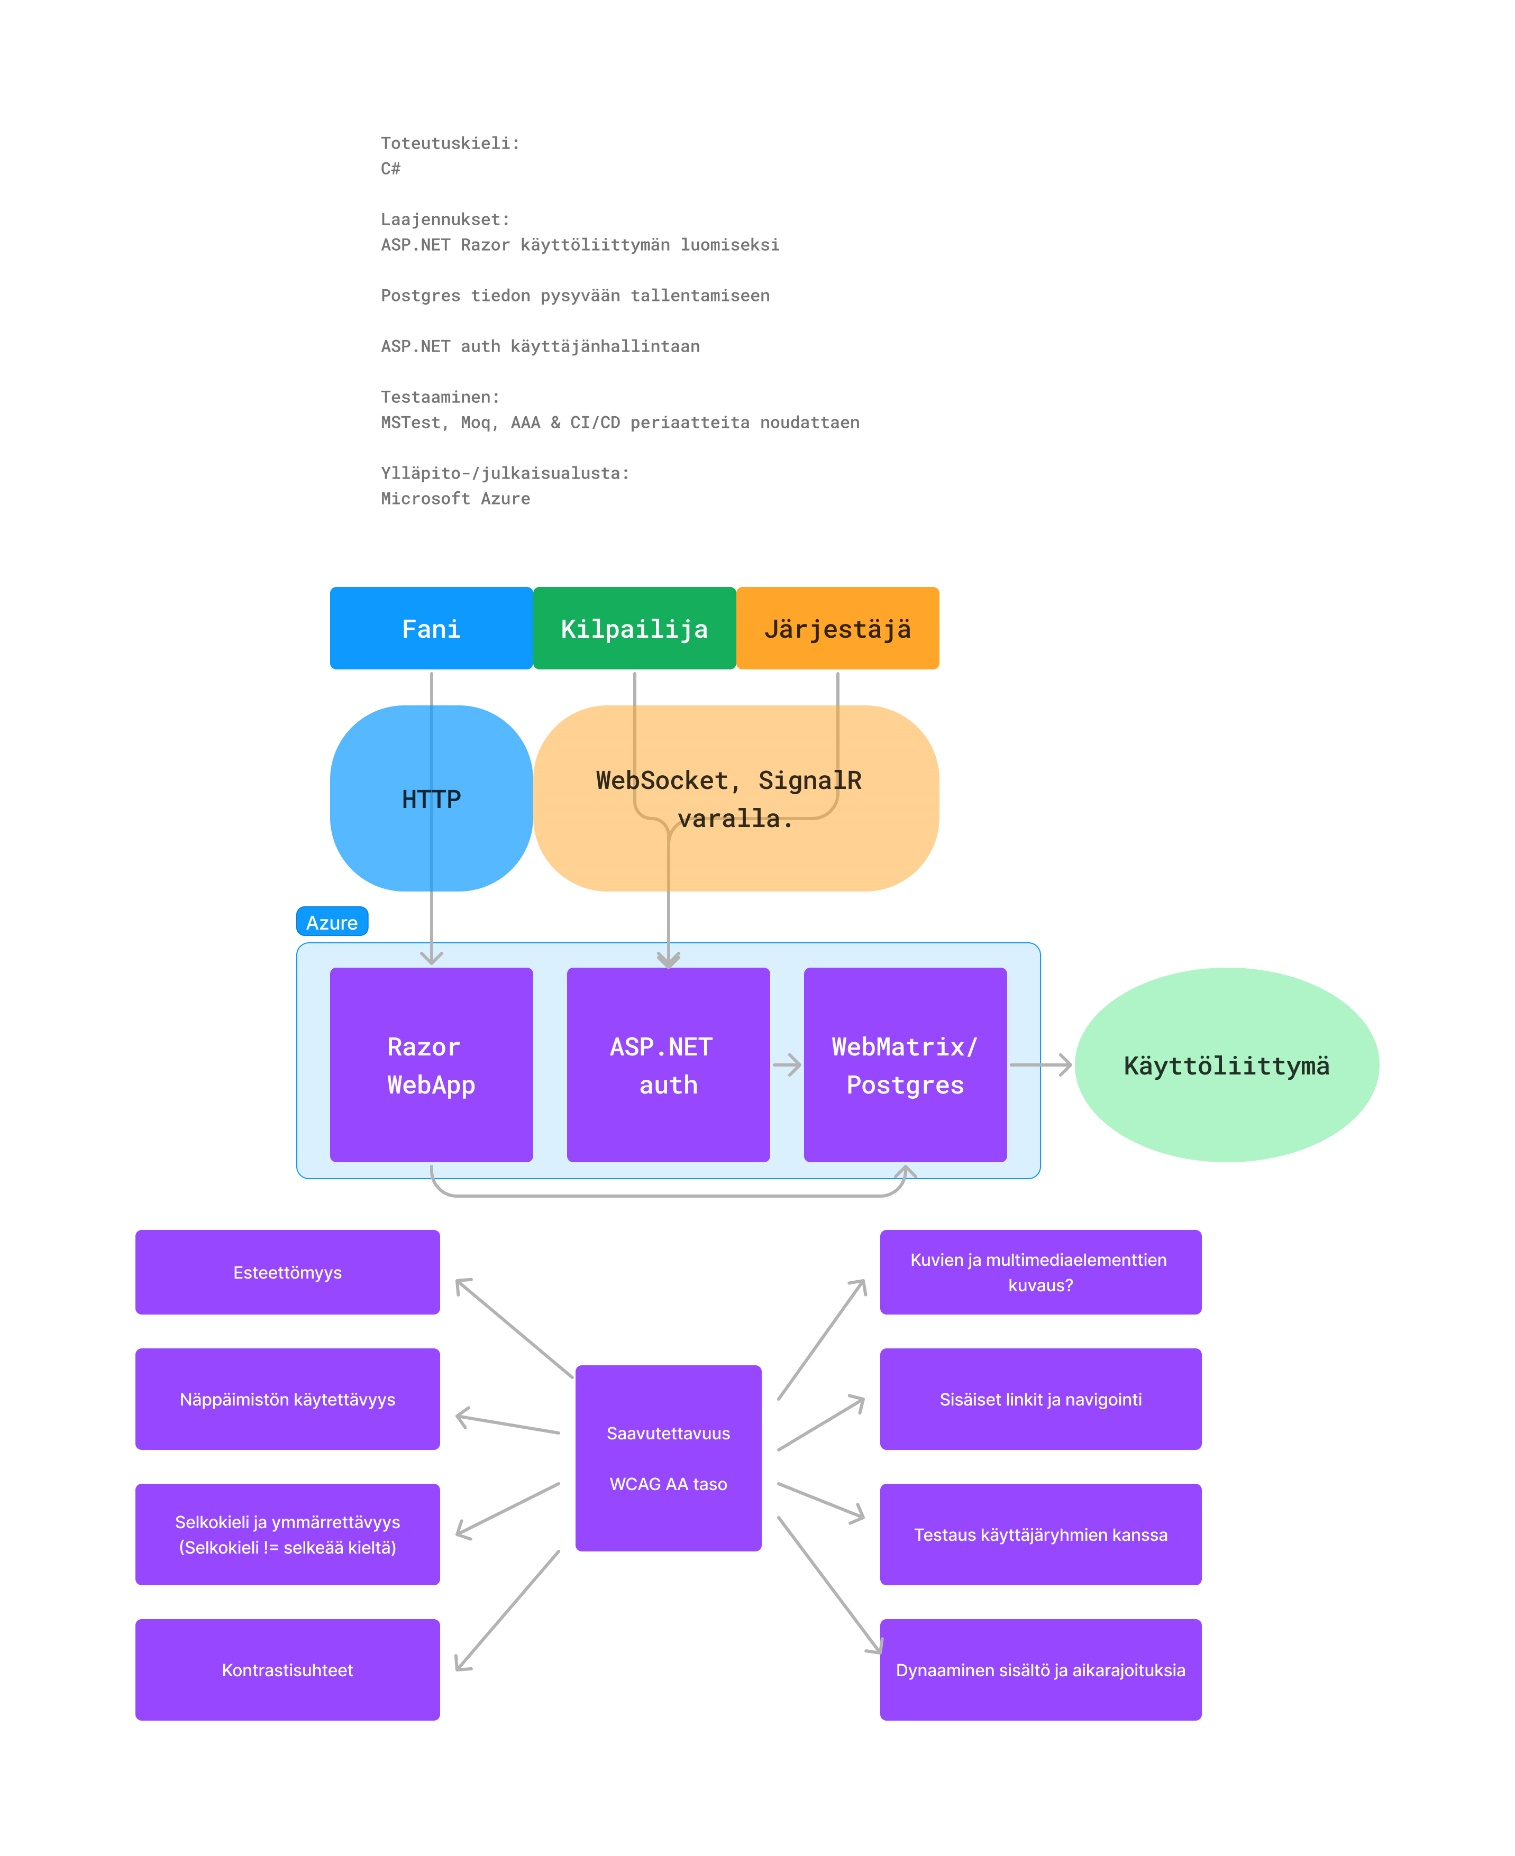 Toteutuskieli:
C#
Laajennukset:
ASP.NET Razor käyttöliittymän luomiseksi
Postgres tiedon pysyvään tallentamiseen
ASP.NET auth käyttäjänhallintaan
Testaaminen:
MSTest, Moq, AAA & CI/CD periaatteita noudattaen
Ylläpito-/julkaisualusta:
Microsoft Azure
Fani
Kilpailija
Järjestäjä
HTTP
WebSocket, SignalR
varalla.
Azure
Razor
WebApp
ASP.NET
auth
WebMatrix/
Postgres
Käyttöliittymä
Esteettömyys
Näppäimistön käytettävyys
Selkokieli ja ymmärrettävyys
(Selkokieli != selkeää kieltä)
Kontrastisuhteet
Saavutettavuus
WCAG AA taso
Kuvien ja multimediaelementtien
kuvaus?
Sisäiset linkit ja navigointi
Testaus käyttäjäryhmien kanssa
Dynaaminen sisältö ja aikarajoituksia